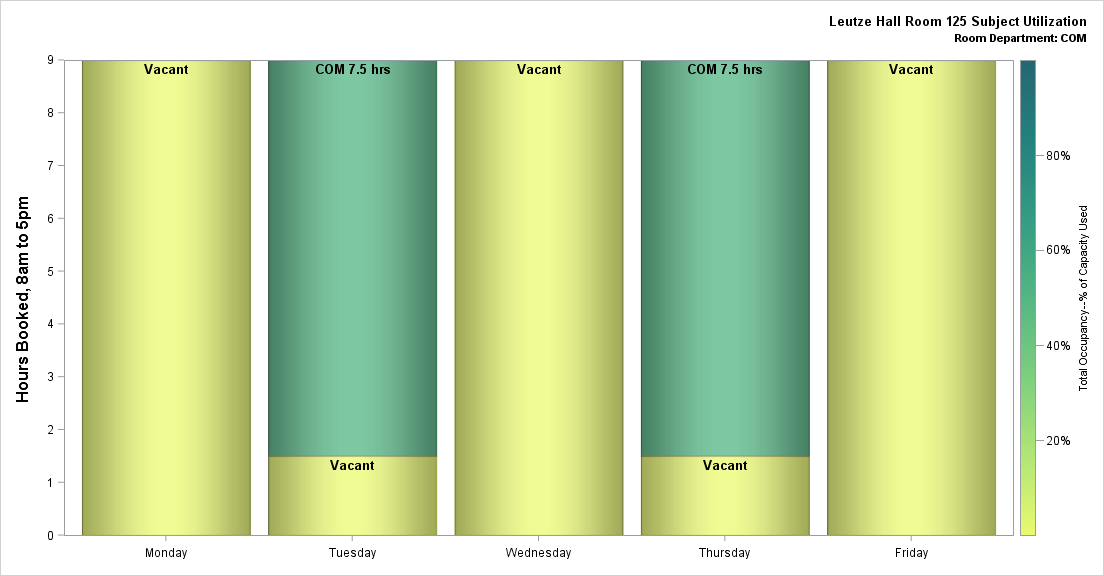 Leutze Hall Room 125 Subject Utilization
Room Department: COM
Hours Booked, 8am to 5pm
9
8
7
6
5
4
3
2
1
0
Vacant
COM 7.5 hrs
Vacant
COM 7.5 hrs
Vacant
Vacant
Vacant
Monday
Tuesday
Wednesday
Thursday
Friday
80%
60%
40%
20%
Total Occupancy--% of Capacity Used